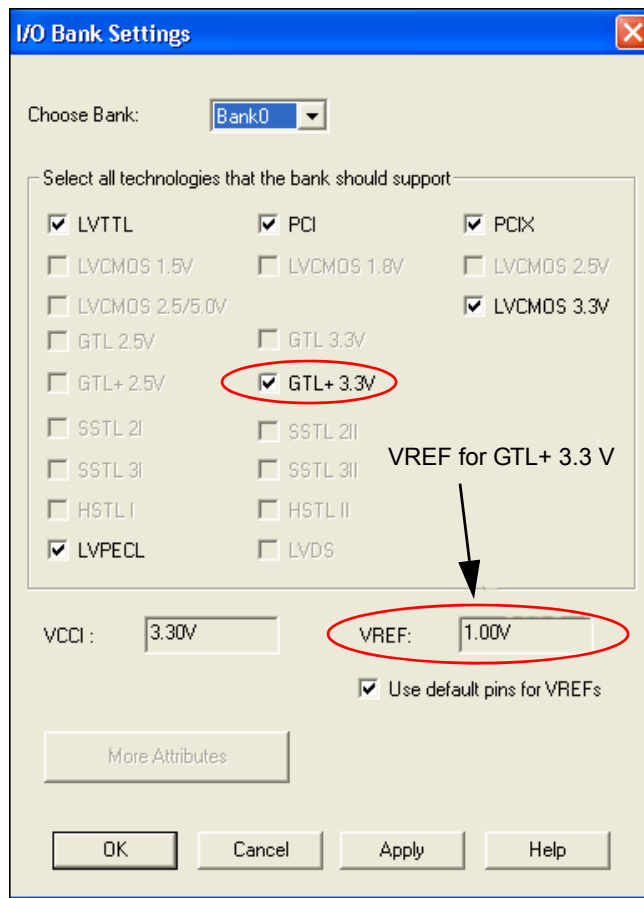 I/O Bank Settings
Choose Bank: Bank0
Select all technologies that the bank should support
LVTTL PCI PCIX
LVCMOS 1.5V LVCMOS 1.8V LVCMOS 2.5V
LVCMOS 2.5/5.0V LVCMOS 3.3V
GTL 2.5V GTL 3.3V
GTL+ 2.5V GTL+ 3.3V
SSTL 2I SSTL 2II
VREF for GTL+ 3.3 V
SSTL 3I SSTL 3II
HSTL I HSTL II
LVPECL LVDS
VCCI : 3.30V VREF: 1.00V
Use default pins for VREFs
More Attributes
OK Cancel Apply Help